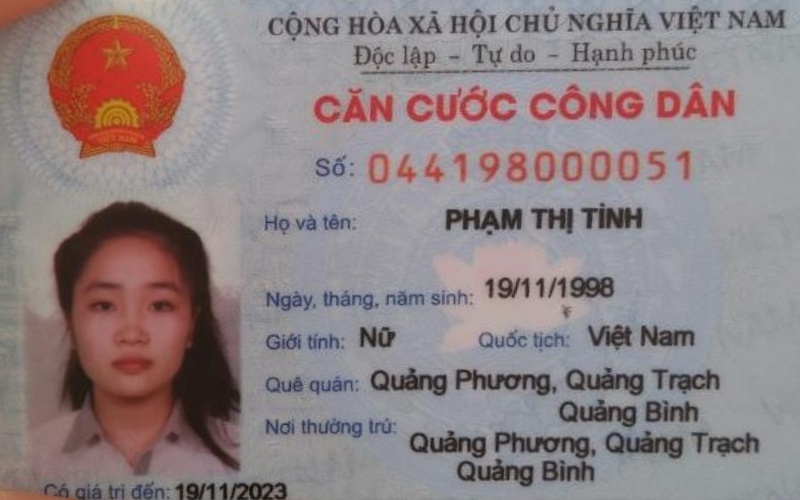 CỘNG HÒA XÃ HỘI CHỦ NGHĨA VIỆT NAM
Độc lập – Tự do – Hạnh phúc
CĂN CƯỚC CÔNG DÂN
Số: 044198000051
Họ và tên: PHẠM THỊ TÌNH
Ngày, tháng, năm sinh: 19/11/1998
Giới tính: Nữ Quốc tịch: Việt Nam
Quê quán: Quảng Phương, Quảng Trạch
Quảng Bình
Nơi thường trú:
Quảng Phương, Quảng Trạch
Quảng Bình
Có giá trị đến: 19/11/2023